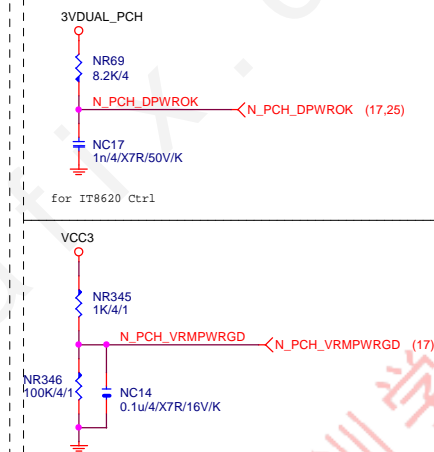 3VDUAL_PCH
NR69
8.2K/4
N_PCH_DPWROK
N_PCH_DPWROK (17,25)
NC17
1n/4/X7R/50V/K
for IT8620 Ctrl
VCC3
NR345
1K/4/1
N_PCH_VRMPWRGD
N_PCH_VRMPWRGD (17)
NR346
100K/4/1
NC14
0.1u/4/X7R/16V/K